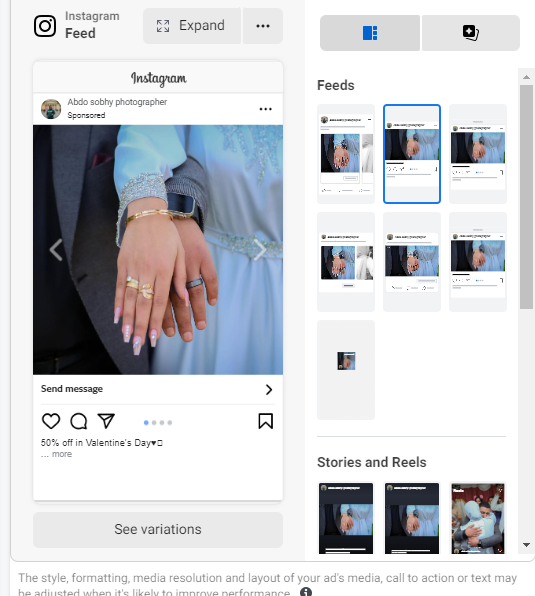 Instagram
Feed
Expand
Instagram
Abdo sobhy photographer
Sponsored
Send message
50% off in Valentine's Day♥□
... more
See variations
Feeds
Stories and Reels
The style, formatting, media resolution and layout of your ad's media, call to action or text may
be adjusted when it's likely to improve performance.